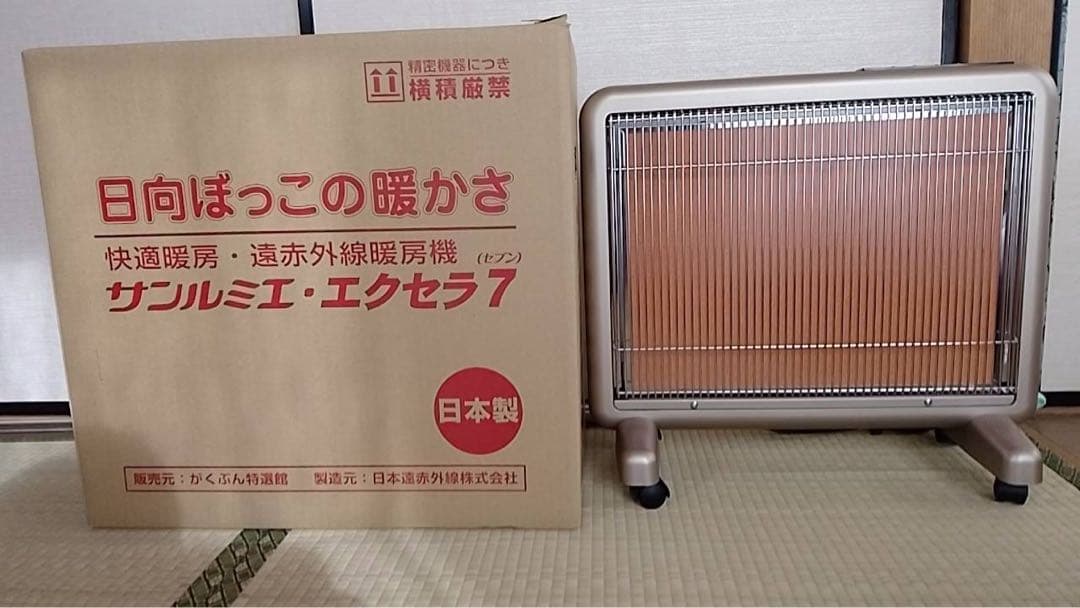 精密機器につき
横積厳禁
日向ぼっこの暖かさ
快適暖房・遠赤外線暖房機
(セブン)
サンルミエ・エクセラ7
日本製
販売元:がくぶん特選館 製造元:日本遠赤外線株式会社